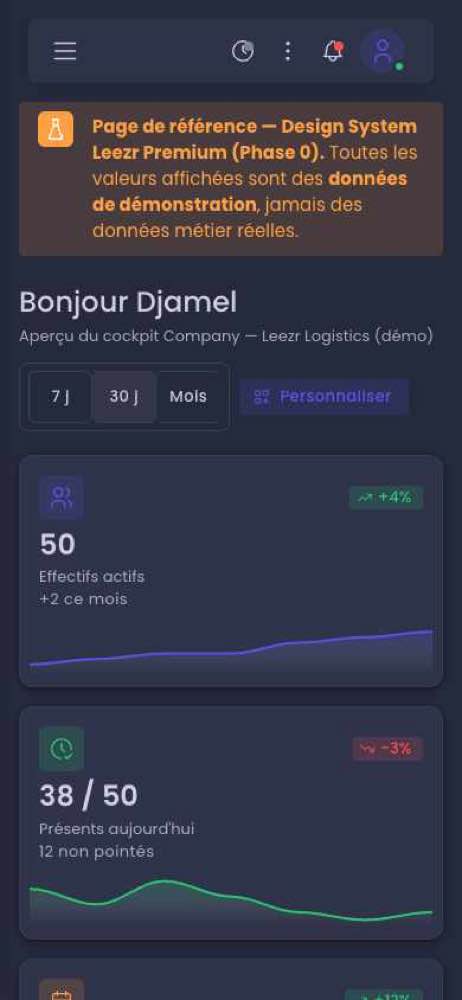 Page de référence — Design System
Leezr Premium (Phase 0). Toutes les
valeurs affichées sont des données
de démonstration, jamais des
données métier réelles.
Bonjour Djamel
Aperçu du cockpit Company — Leezr Logistics (démo)
7 j
30 j
Mois
Personnaliser
+4%
50
Effectifs actifs
+2 ce mois
-3%
38 / 50
Présents aujourd'hui
12 non pointés